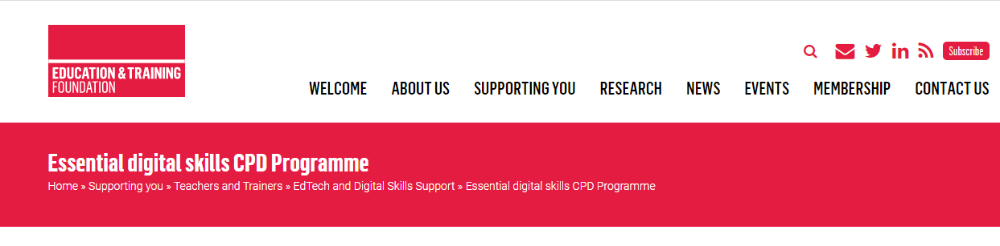 EDUCATION & TRAINING
FOUNDATION
Subscribe
WELCOME ABOUT US SUPPORTING YOU RESEARCH NEWS EVENTS MEMBERSHIP CONTACT US
Essential digital skills CPD Programme
Home » Supporting you » Teachers and Trainers » EdTech and Digital Skills Support » Essential digital skills CPD Programme